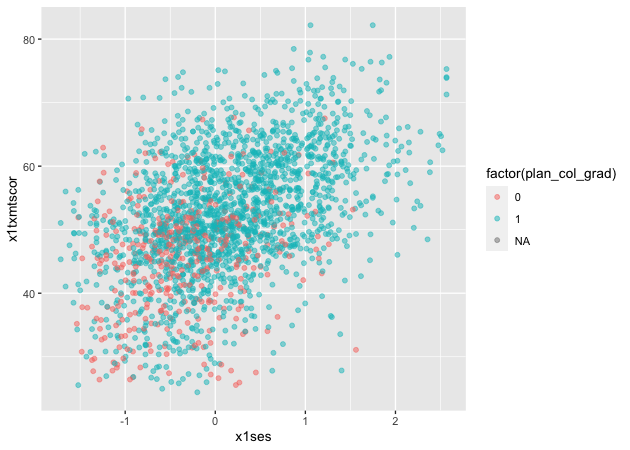 80
60
40
x1txmtscor
-1
0
1
2
x1ses
factor(plan_col_grad)
0
1
NA